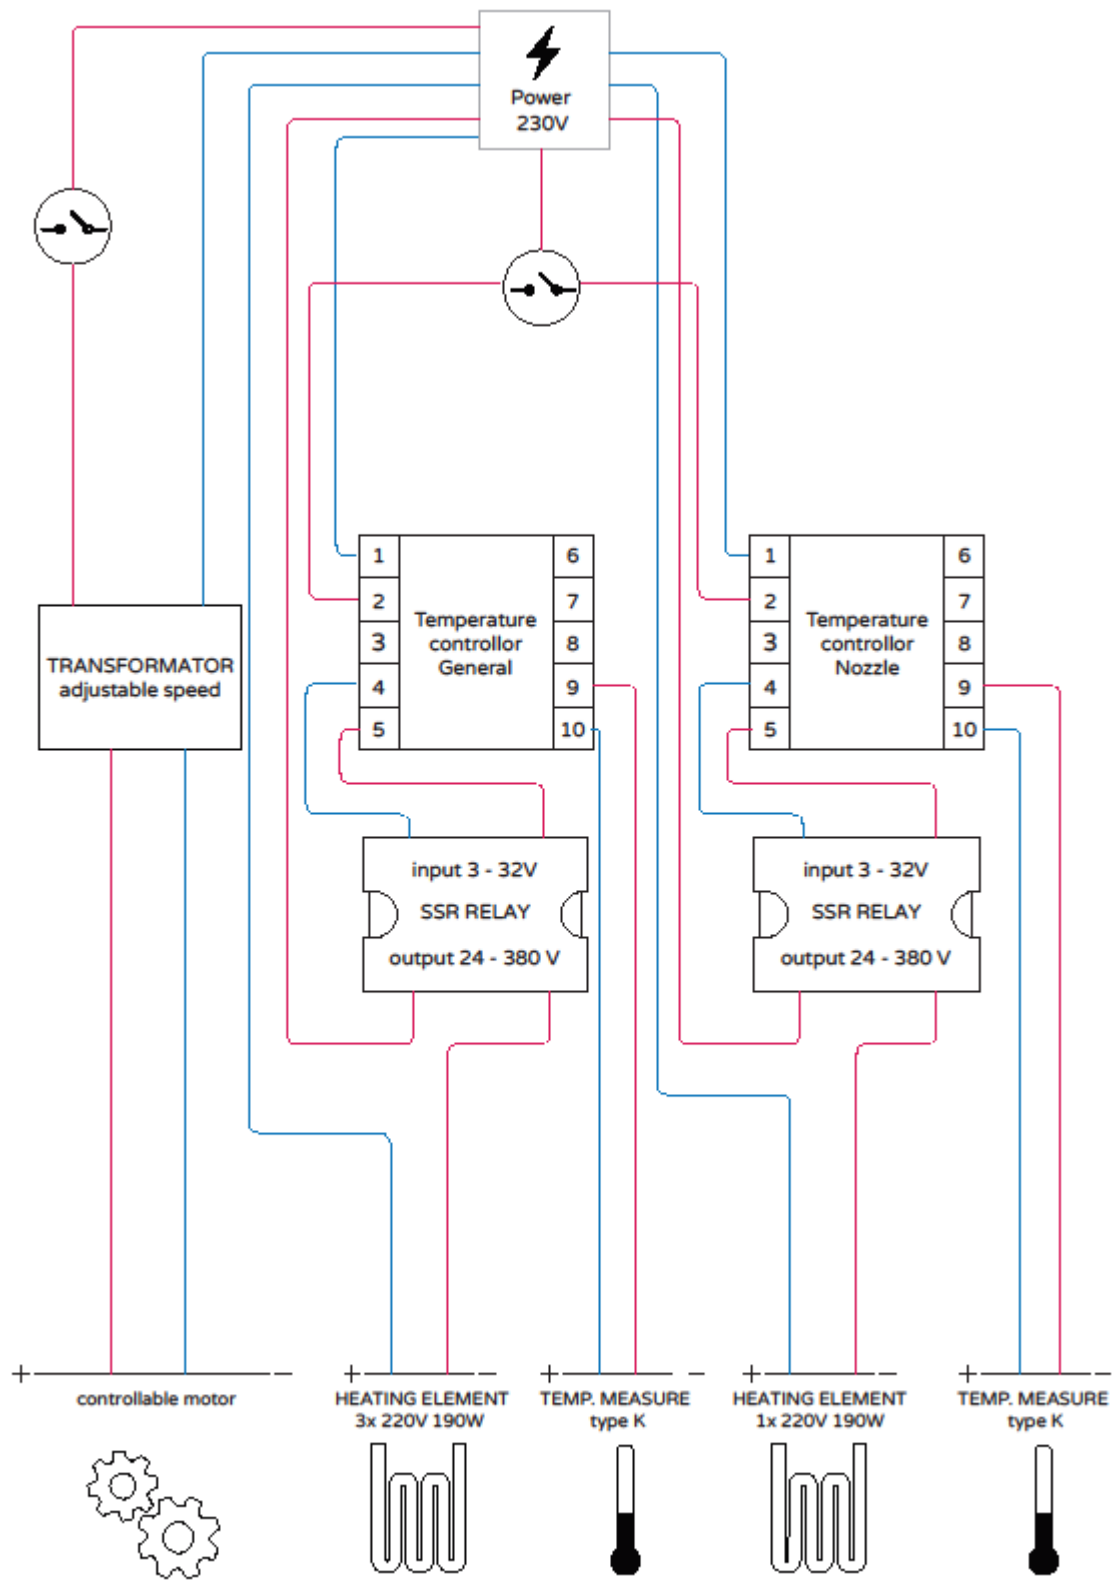 Power
230V
1
2
3
4
5
Temperature
controllor
General
6
7
8
9
10
1
2
3
4
5
Temperature
controllor
Nozzle
6
7
8
9
10
TRANSFORMATOR
adjustable speed
input 3 - 32V
SSR RELAY
output 24 - 380 V
input 3 - 32V
SSR RELAY
output 24 - 380 V
+ −
controllable motor
+ −
HEATING ELEMENT
3x 220V 190W
+ −
TEMP. MEASURE
type K
+ −
HEATING ELEMENT
1x 220V 190W
+ −
TEMP. MEASURE
type K